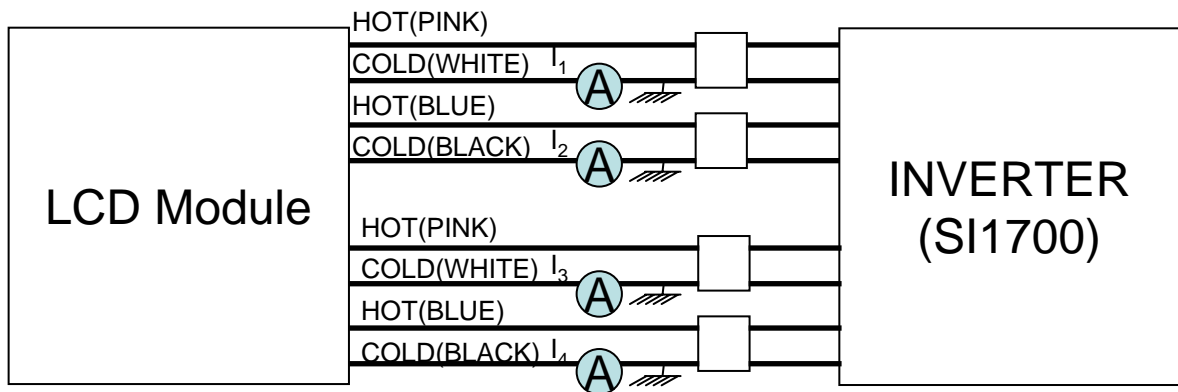 HOT(PINK)
COLD(WHITE) I₁
A
HOT(BLUE)
COLD(BLACK) I₂
A
LCD Module
INVERTER
(SI1700)
HOT(PINK)
COLD(WHITE) I₃
A
HOT(BLUE)
COLD(BLACK) I₄
A